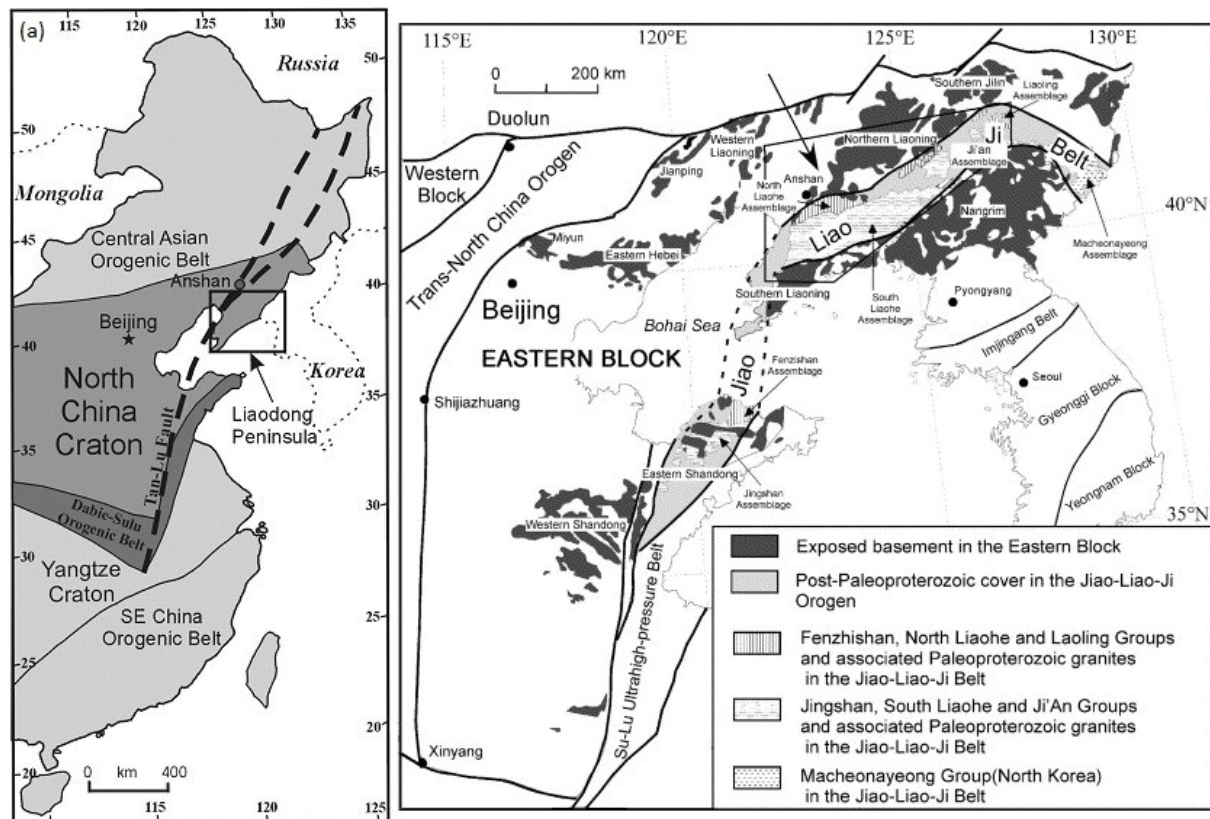 (a)
115
120
125
130
135
50
Russia
50
Mongolia
45
45
Central Asian
Orogenic Belt
Anshan
Beijing
40
40
Korea
North
China
Craton
Liaodong
Peninsula
35
35
Tan-Lu Fault
Dabie-Sulu
Orogenic Belt
30
30
Yangtze
Craton
SE China
Orogenic Belt
25
25
20
20
0 km 400
115
120
125
15
115°E
120°E
125°E
130°E
0 200 km
Duolun
Western
Block
Trans-North China Orogen
Western
Liaoning
Jianping
Southern Jilin
Liaoling
Assemblage
Northern Liaoning
Ji
Ji'an
Assemblage
Belt
Anshan
North
Liaohe
Assemblage
Liao
Nangrim
40°N
Macheonayeong
Assemblage
Miyun
Eastern Hebei
Beijing
Southern Liaoning
South
Liaohe
Assemblage
Pyongyang
Bohai Sea
Imjingang Belt
EASTERN BLOCK
Jiao
Fenzishan
Assemblage
Seoul
Gyeonggi Block
Shijiazhuang
Yeongnam Block
Eastern Shandong
Jingshan
Assemblage
Western Shandong
35°N
Su-Lu Ultrahigh-pressure Belt
Xinyang
Exposed basement in the Eastern Block
Post-Paleoproterozoic cover in the Jiao-Liao-Ji
Orogen
Fenzhishan, North Liaohe and Laoling Groups
and associated Paleoproterozoic granites
in the Jiao-Liao-Ji Belt
Jingshan, South Liaohe and Ji'An Groups
and associated Paleoproterozoic granites
in the Jiao-Liao-Ji Belt
Macheonayeong Group(North Korea)
in the Jiao-Liao-Ji Belt